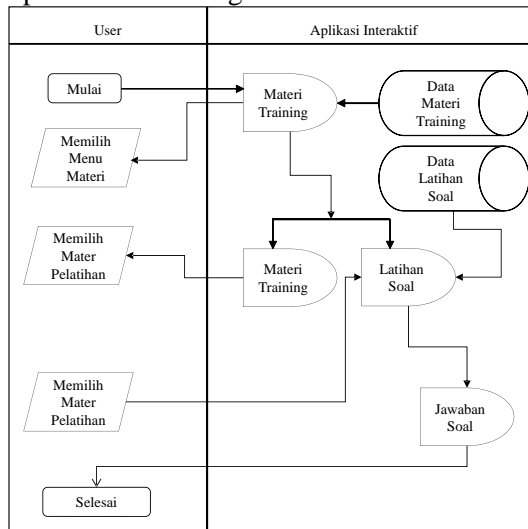 User
Aplikasi Interaktif
Mulai
Materi
Training
Data
Materi
Training
Memilih
Menu
Materi
Data
Latihan
Soal
Memilih
Mater
Pelatihan
Materi
Training
Latihan
Soal
Memilih
Mater
Pelatihan
Jawaban
Soal
Selesai